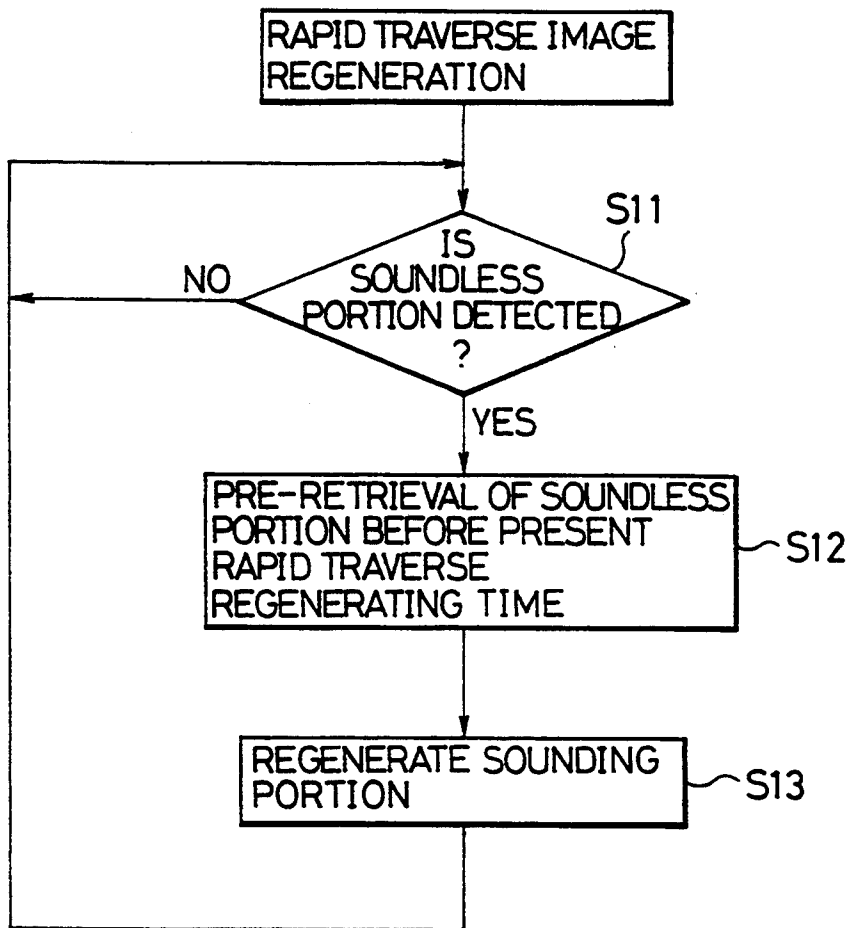 RAPID TRAVERSE IMAGE
REGENERATION
S11
IS
SOUNDLESS
PORTION DETECTED
?
NO
YES
PRE-RETRIEVAL OF SOUNDLESS
PORTION BEFORE PRESENT
RAPID TRAVERSE
REGENERATING TIME
S12
REGENERATE SOUNDING
PORTION
S13